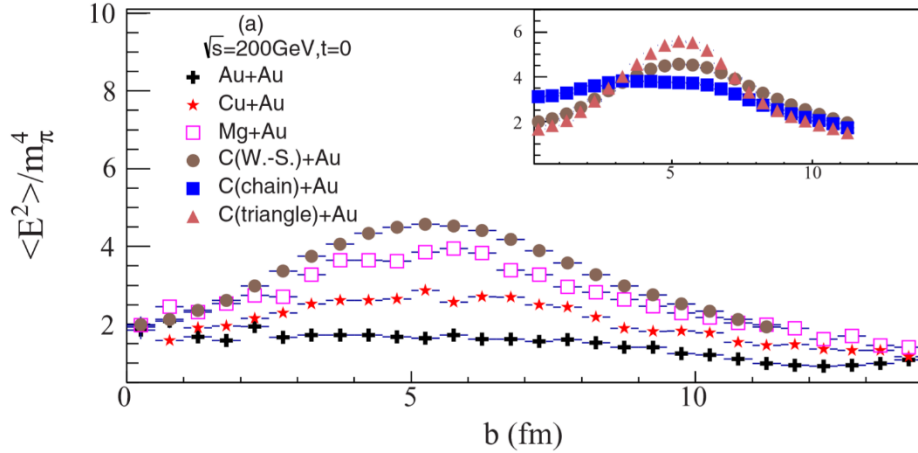 (a)
√s=200GeV,t=0
Au+Au
Cu+Au
Mg+Au
C(W.-S.)+Au
C(chain)+Au
C(triangle)+Au
<E²>/m⁴π
10
8
6
4
2
0
5
10
b (fm)
6
4
2
5
10